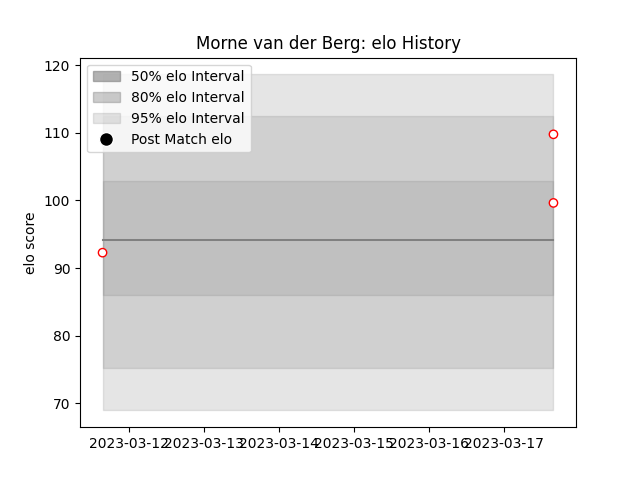 Morne van der Berg: elo History
50% elo Interval
80% elo Interval
95% elo Interval
Post Match elo
elo score
120
110
100
90
80
70
2023-03-12 2023-03-13 2023-03-14 2023-03-15 2023-03-16 2023-03-17